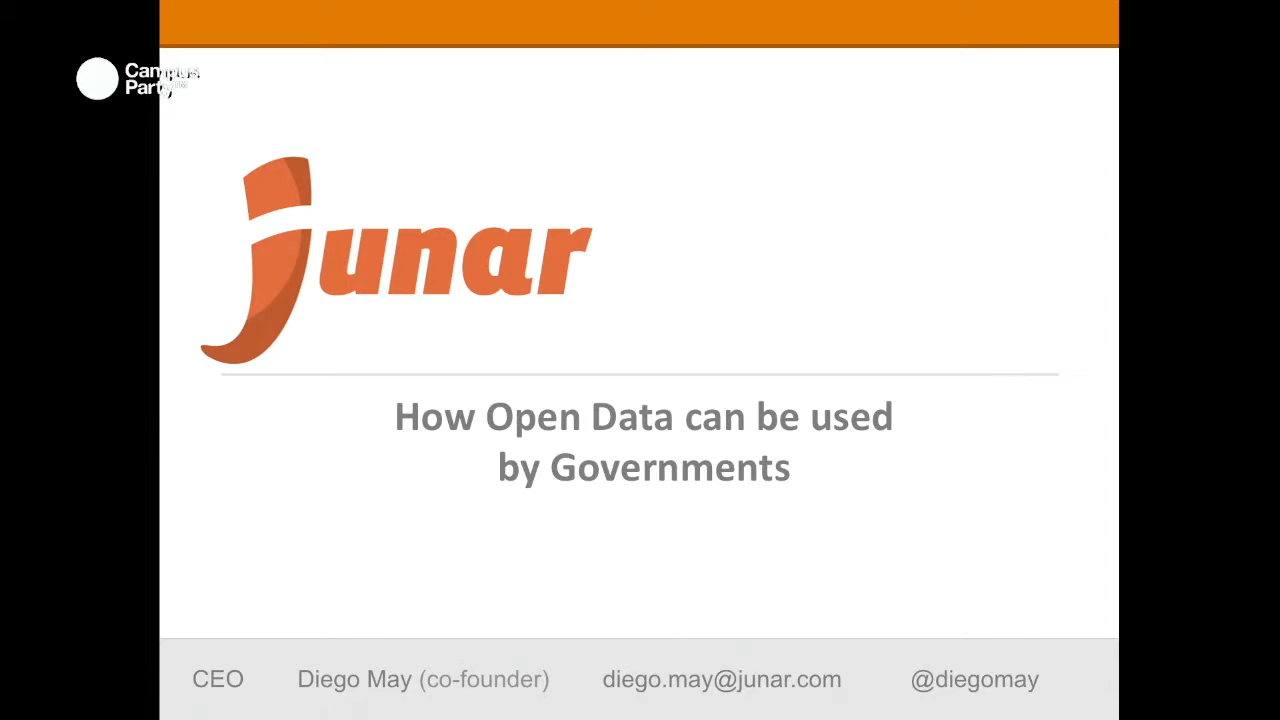 Campus
Party™
junar
How Open Data can be used
by Governments
CEO Diego May (co-founder) diego.may@junar.com @diegomay